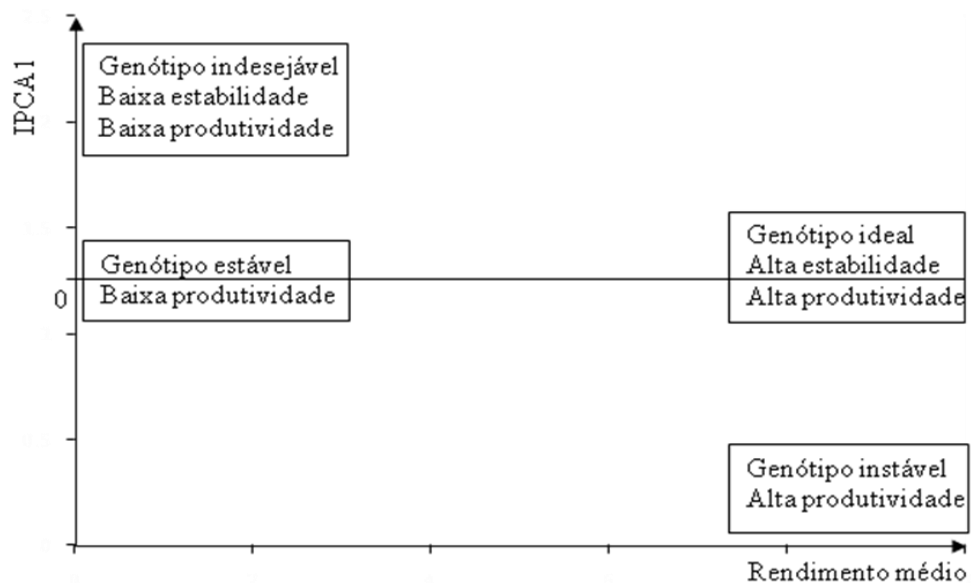 IPCA1
Genótipo indesejável
Baixa estabilidade
Baixa produtividade
Genótipo estável
Baixa produtividade
0
Genótipo ideal
Alta estabilidade
Alta produtividade
Genótipo instável
Alta produtividade
Rendimento médio